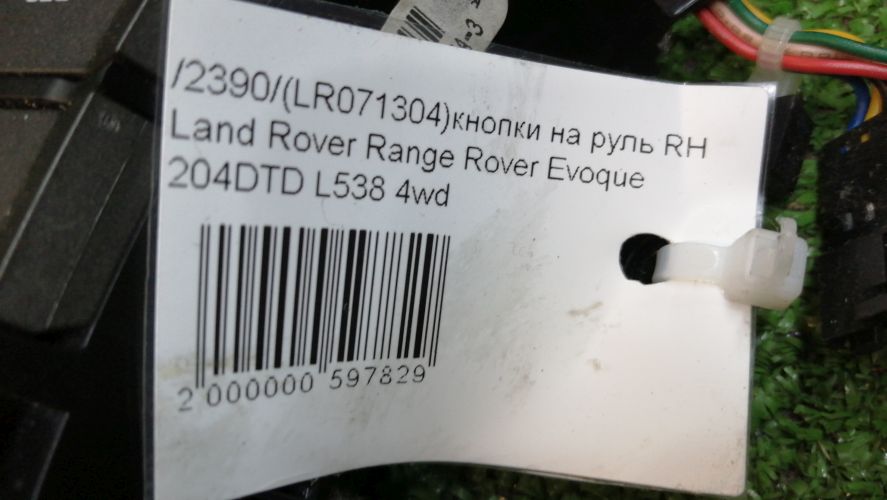 /2390/(LR071304)кнопки на руль RH
Land Rover Range Rover Evoque
204DTD L538 4wd
2 000000 597829